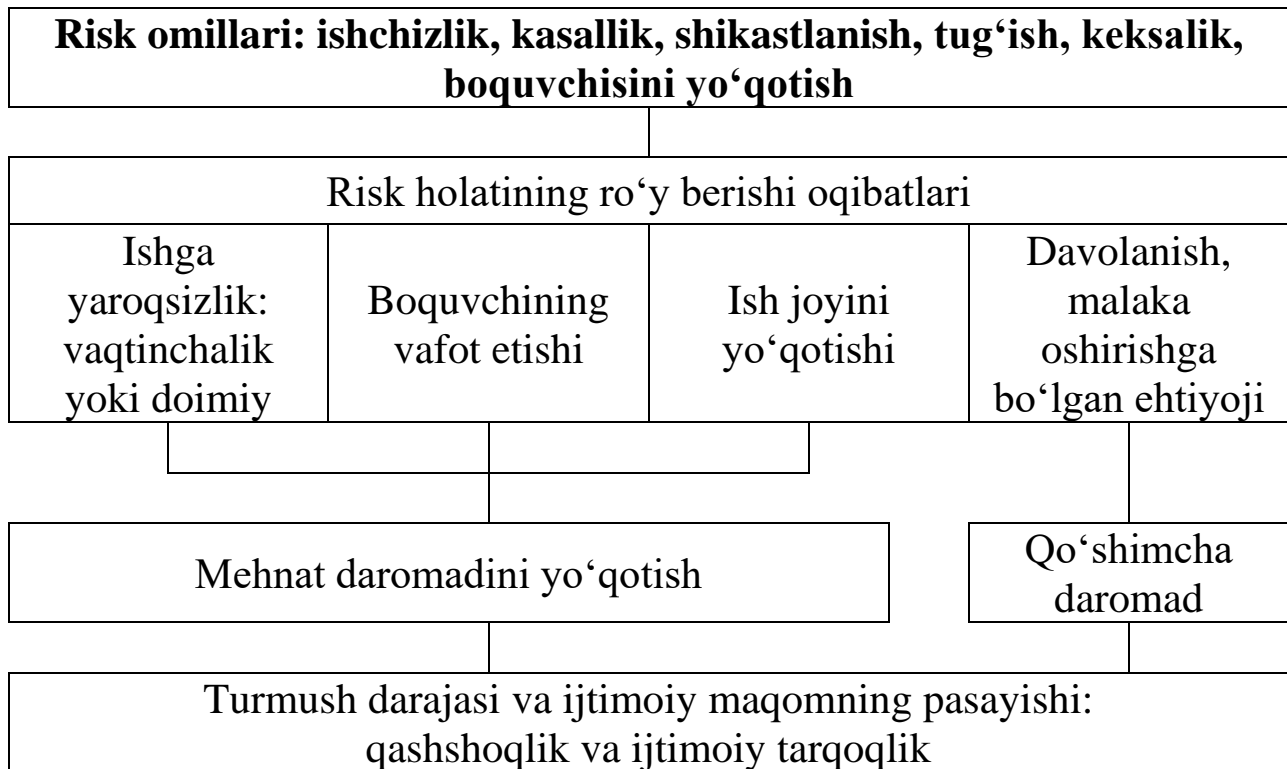 Risk omillari: ishchizlik, kasallik, shikastlanish, tug‘ish, keksalik,
boquvchisini yo‘qotish
Risk holatining ro‘y berishi oqibatlari
Ishga
yaroqsizlik:
vaqtinchalik
yoki doimiy
Boquvchining
vafot etishi
Ish joyini
yo‘qotishi
Davolanish,
malaka
oshirishga
bo‘lgan ehtiyoji
Mehnat daromadini yo‘qotish
Qo‘shimcha
daromad
Turmush darajasi va ijtimoiy maqomning pasayishi:
qashshoqlik va ijtimoiy tarqoqlik